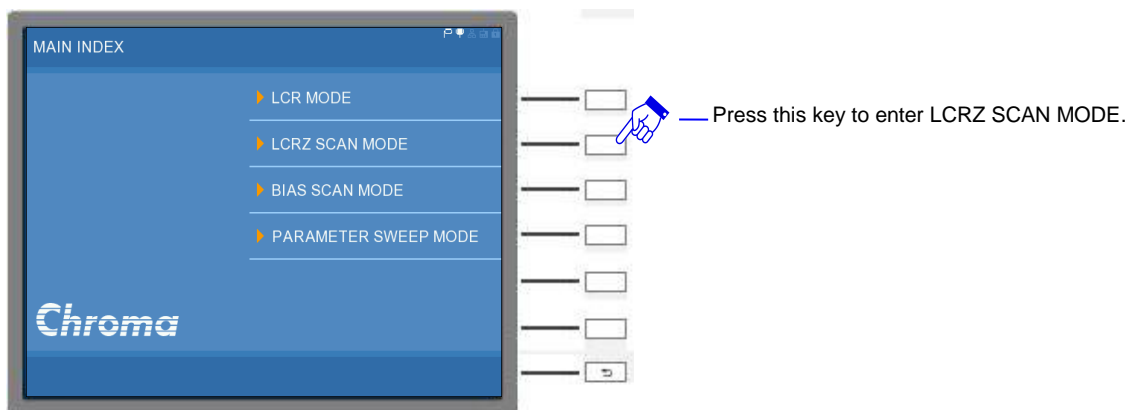 MAIN INDEX
LCR MODE
LCRZ SCAN MODE
Press this key to enter LCRZ SCAN MODE.
BIAS SCAN MODE
PARAMETER SWEEP MODE
Chroma